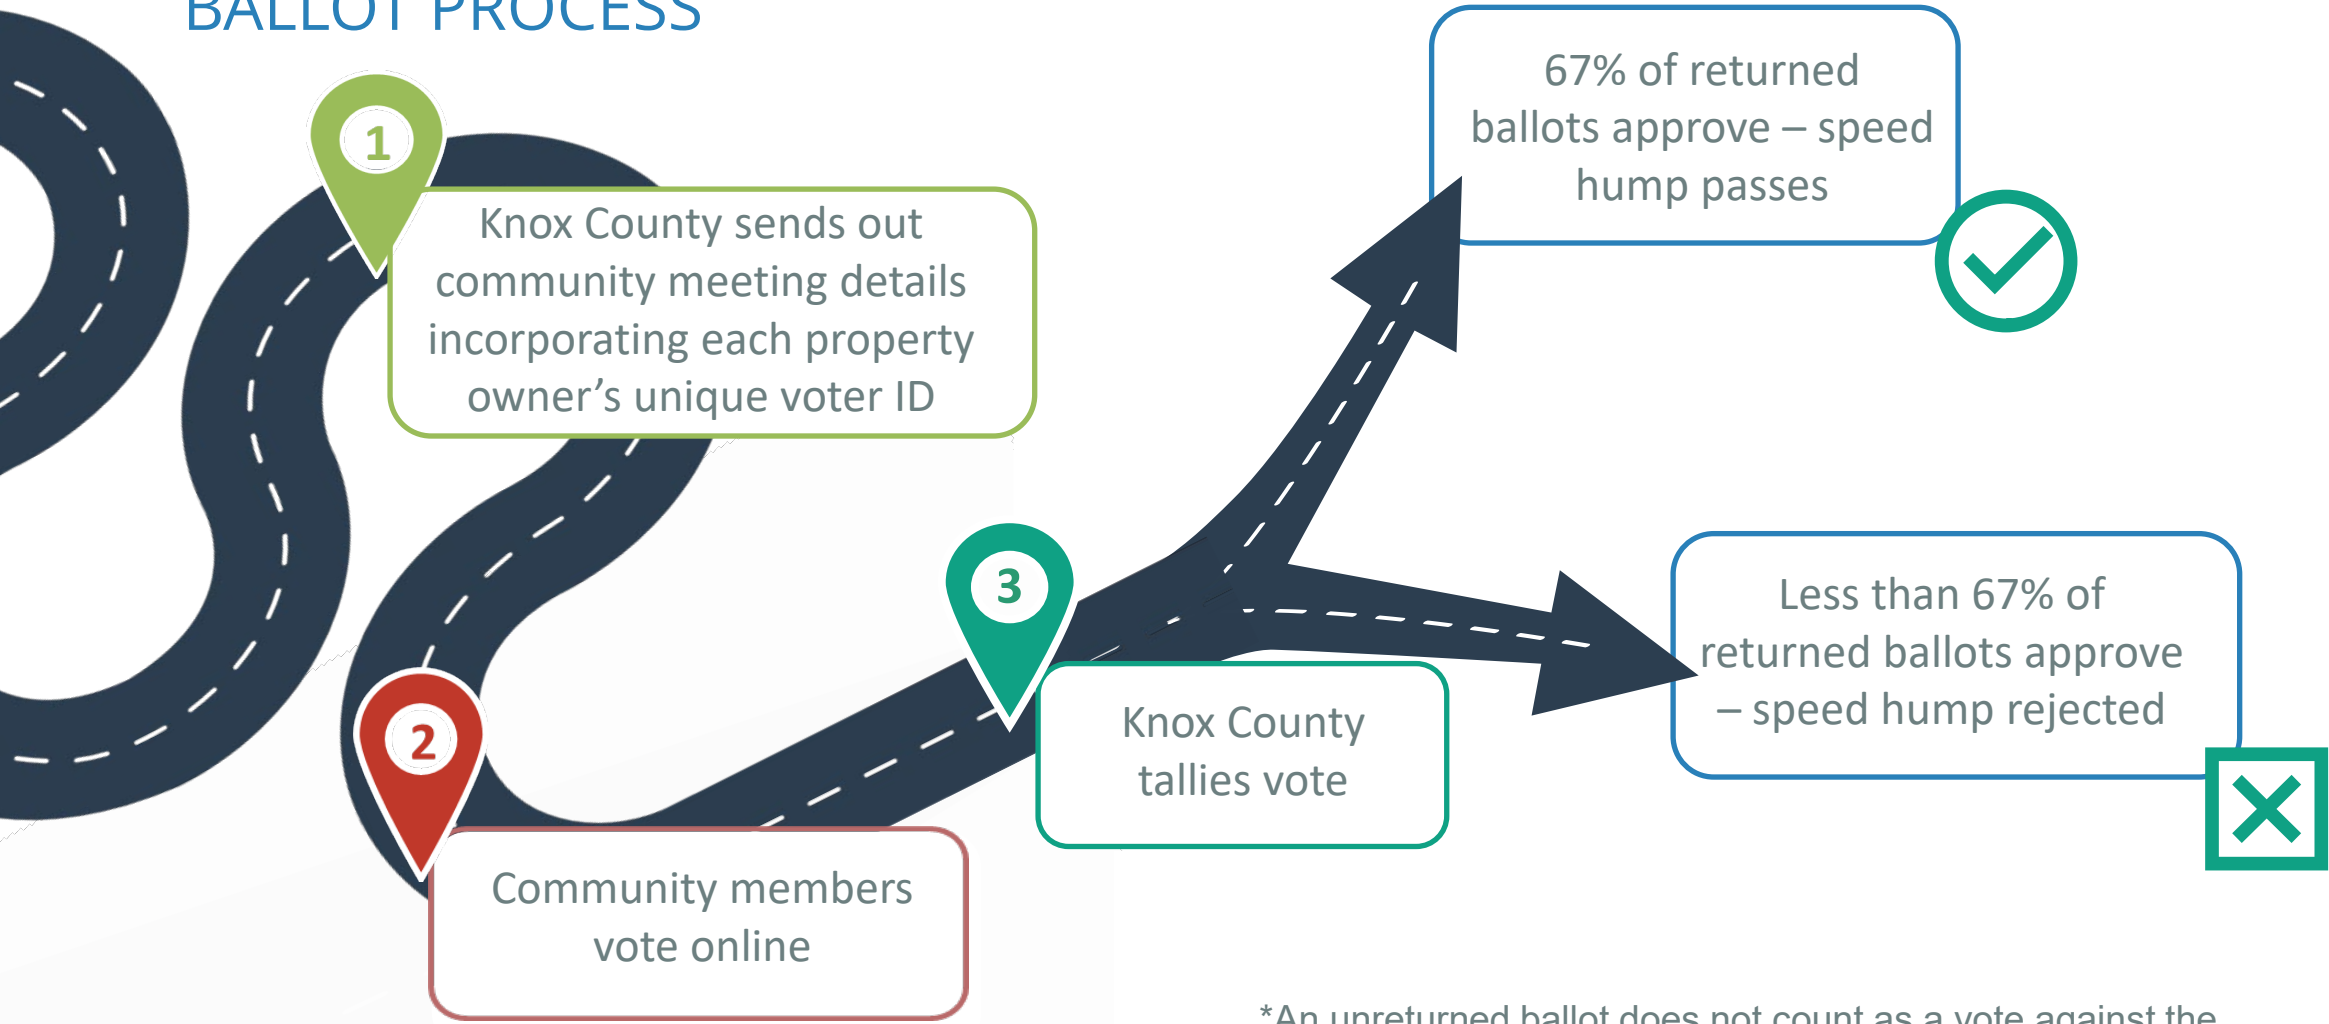 BALLOT PROCESS
1
Knox County sends out
community meeting details
incorporating each property
owner’s unique voter ID
2
Community members
vote online
3
Knox County
tallies vote
67% of returned
ballots approve – speed
hump passes
Less than 67% of
returned ballots approve
– speed hump rejected
*An unreturned ballot does not count as a vote against the